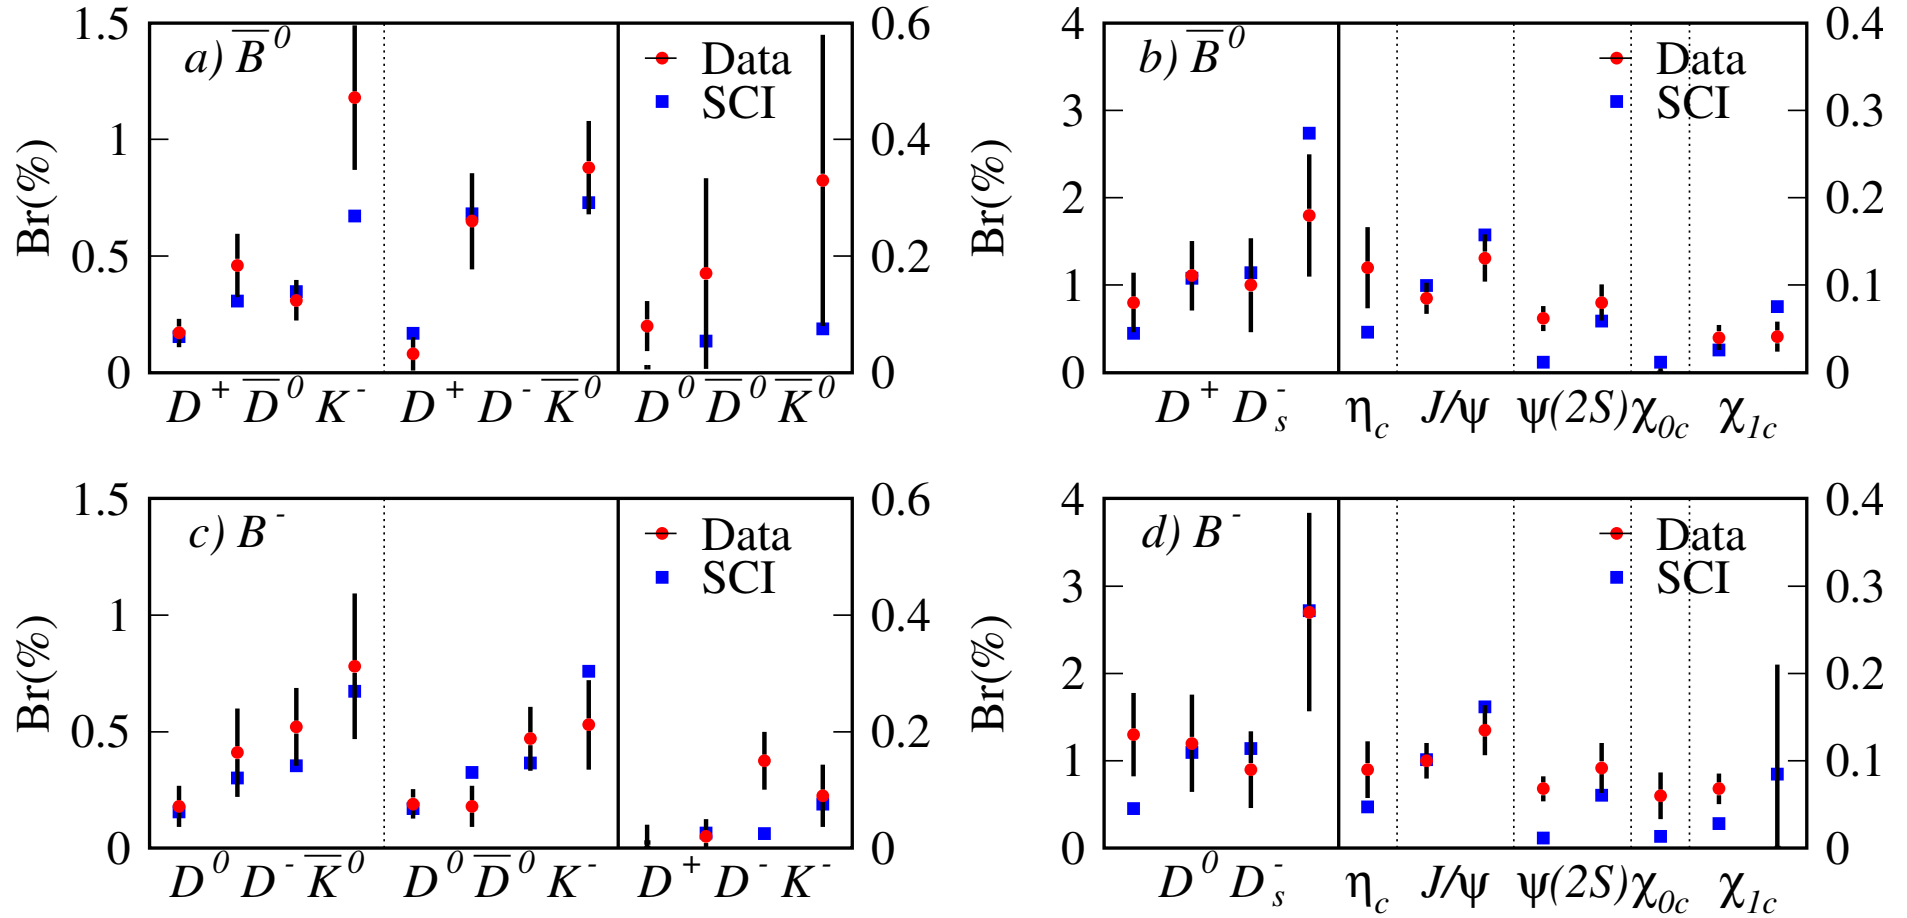 a) B̅⁰
Data
SCI
Br(%)
1.5
1
0.5
0
0.6
0.4
0.2
0
D⁺ D̅⁰ K⁻
D⁺ D⁻ K̅⁰
D⁰ D̅⁰ K̅⁰
b) B̅⁰
Data
SCI
Br(%)
4
3
2
1
0
0.4
0.3
0.2
0.1
0
D⁺ Dₛ⁻
η_c
J/ψ
ψ(2S)
χ_0c
χ_1c
c) B⁻
Data
SCI
Br(%)
1.5
1
0.5
0
0.6
0.4
0.2
0
D⁰ D⁻ K̅⁰
D⁰ D̅⁰ K⁻
D⁺ D⁻ K⁻
d) B⁻
Data
SCI
Br(%)
4
3
2
1
0
0.4
0.3
0.2
0.1
0
D⁰ Dₛ⁻
η_c
J/ψ
ψ(2S)
χ_0c
χ_1c